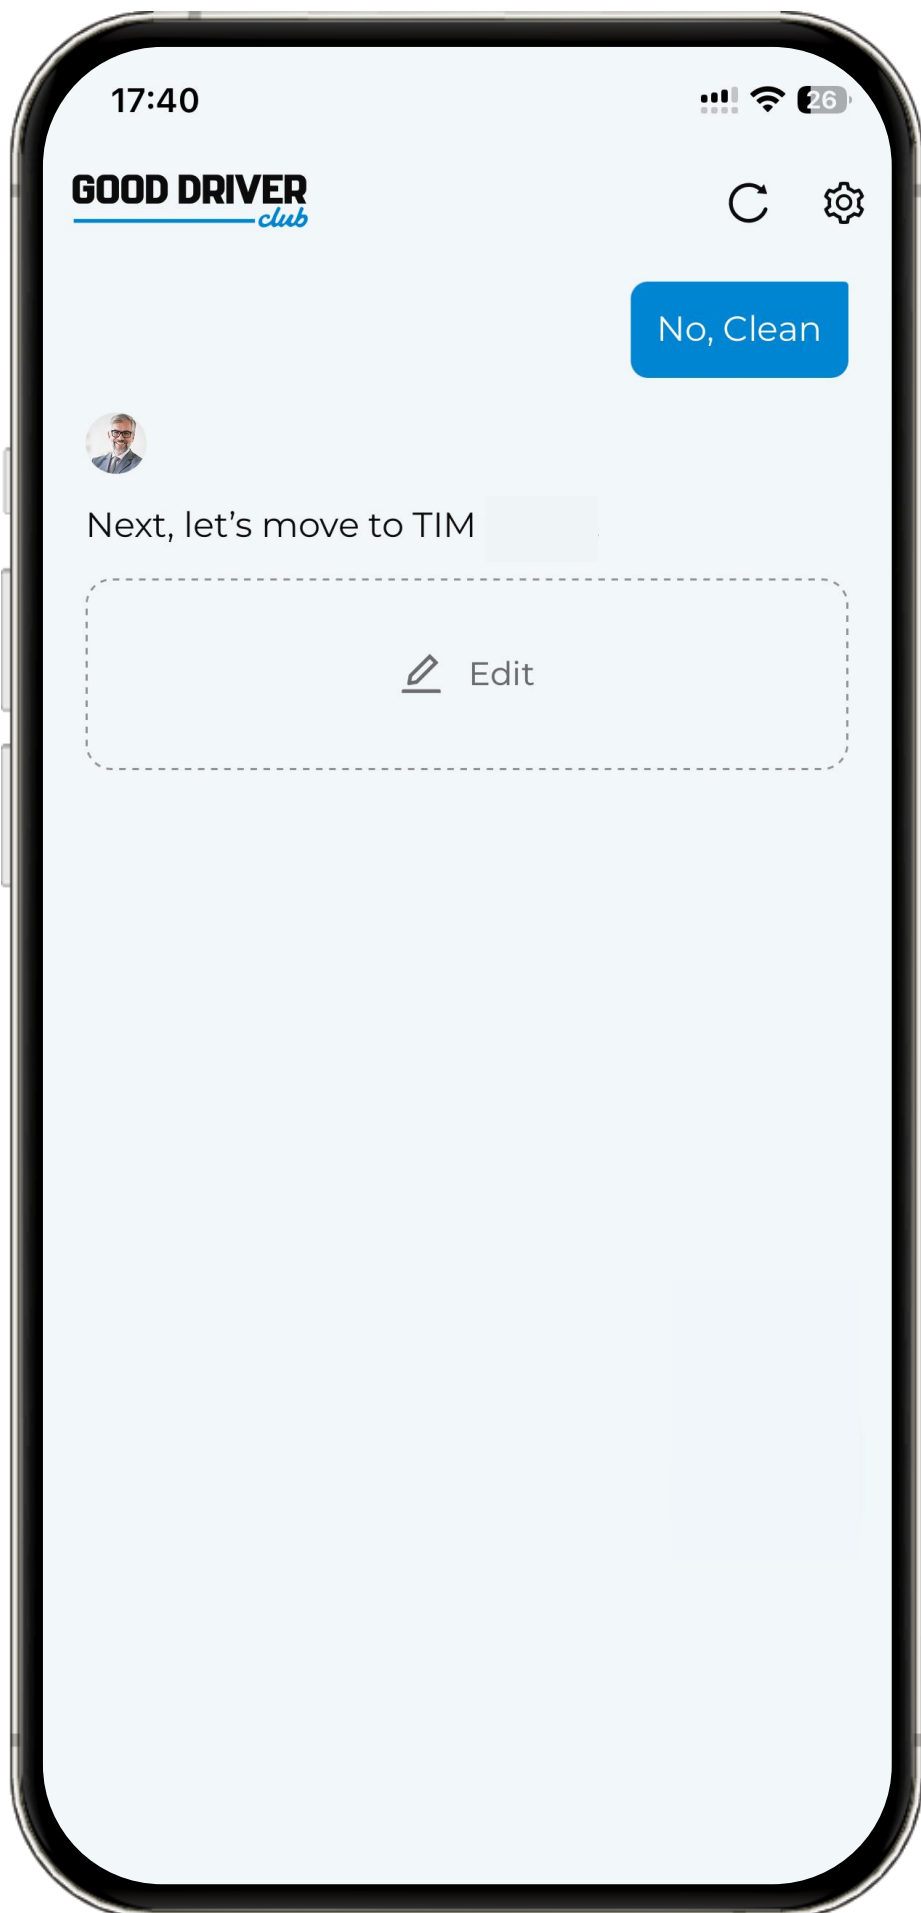 17:40
26
GOOD DRIVER
club
No, Clean
Next, let’s move to TIM
Edit